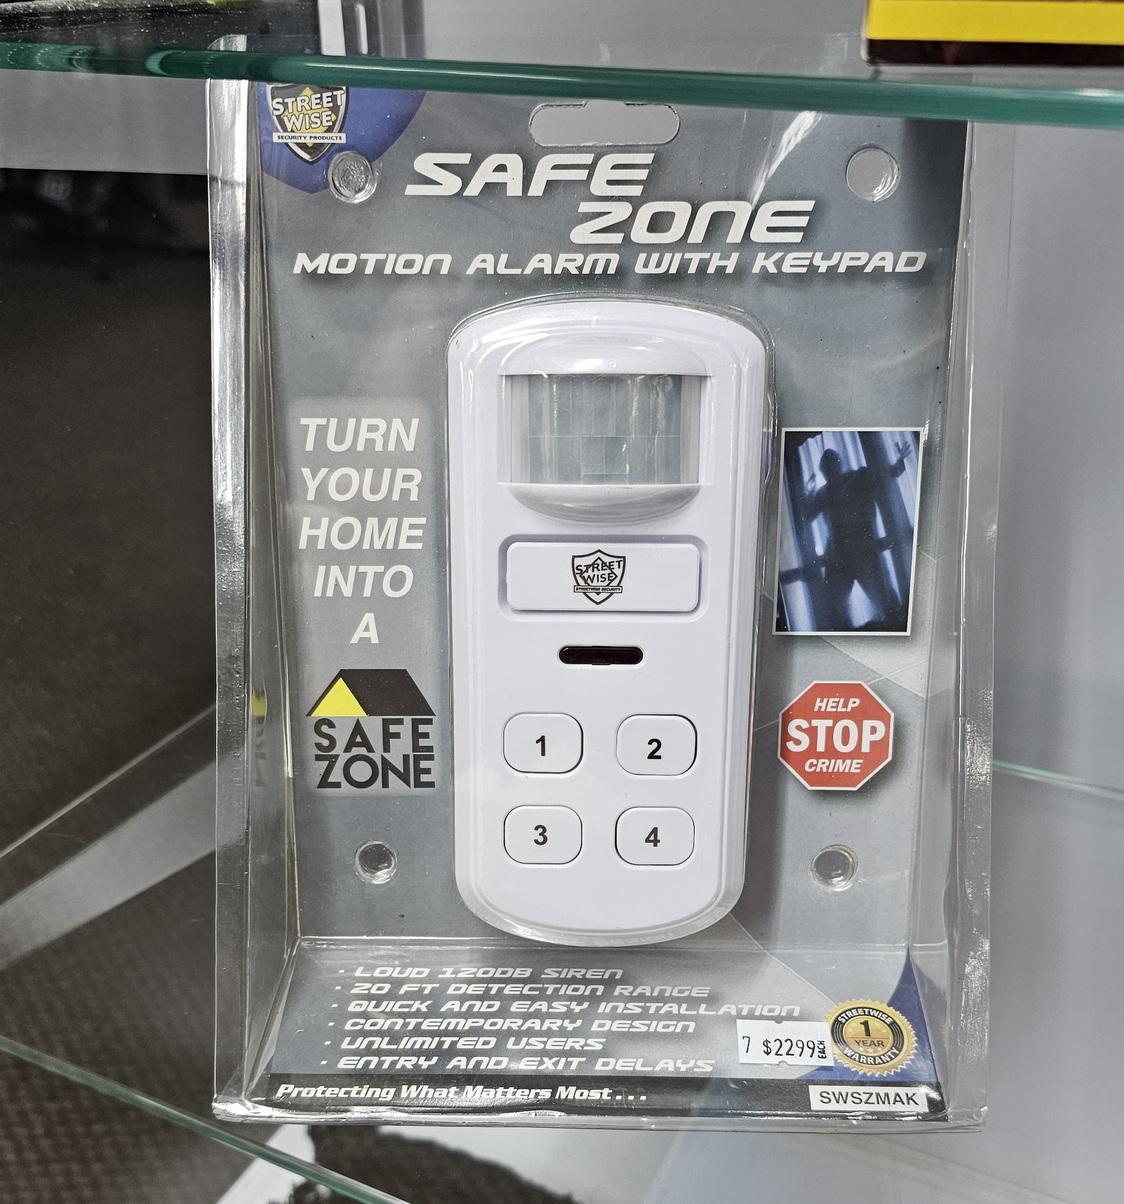 STREET
WISE
SECURITY PRODUCTS
SAFE
ZONE
MOTION ALARM WITH KEYPAD
TURN
YOUR
HOME
INTO
A
SAFE
ZONE
STREET
WISE
STREETWISE SECURITY
1
2
3
4
HELP
STOP
CRIME
· LOUD 120DB SIREN
· 20 FT DETECTION RANGE
· QUICK AND EASY INSTALLATION
· CONTEMPORARY DESIGN
· UNLIMITED USERS
· ENTRY AND EXIT DELAYS
7 $2299 EACH
STREETWISE
1
YEAR
WARRANTY
Protecting What Matters Most . . .
SWSZMAK